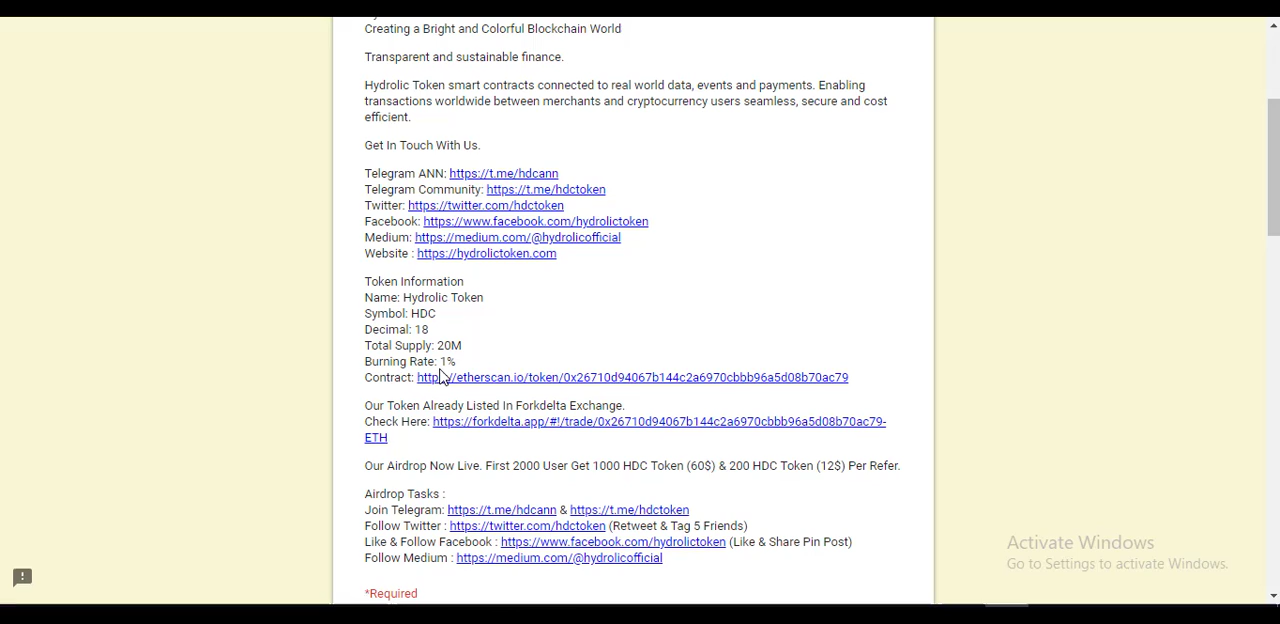 Creating a Bright and Colorful Blockchain World
Transparent and sustainable finance.
Hydrolic Token smart contracts connected to real world data, events and payments. Enabling
transactions worldwide between merchants and cryptocurrency users seamless, secure and cost
efficient.
Get In Touch With Us.
Telegram ANN: https://t.me/hdcann
Telegram Community: https://t.me/hdctoken
Twitter: https://twitter.com/hdctoken
Facebook: https://www.facebook.com/hydrolictoken
Medium: https://medium.com/@hydrolicofficial
Website : https://hydrolictoken.com
Token Information
Name: Hydrolic Token
Symbol: HDC
Decimal: 18
Total Supply: 20M
Burning Rate: 1%
Contract: https://etherscan.io/token/0x26710d94067b144c2a6970cbbb96a5d08b70ac79
Our Token Already Listed In Forkdelta Exchange.
Check Here: https://forkdelta.app/#!/trade/0x26710d94067b144c2a6970cbbb96a5d08b70ac79-
ETH
Our Airdrop Now Live. First 2000 User Get 1000 HDC Token (60$) & 200 HDC Token (12$) Per Refer.
Airdrop Tasks :
Join Telegram: https://t.me/hdcann & https://t.me/hdctoken
Follow Twitter : https://twitter.com/hdctoken (Retweet & Tag 5 Friends)
Like & Follow Facebook : https://www.facebook.com/hydrolictoken (Like & Share Pin Post)
Follow Medium : https://medium.com/@hydrolicofficial
*Required
Activate Windows
Go to Settings to activate Windows.